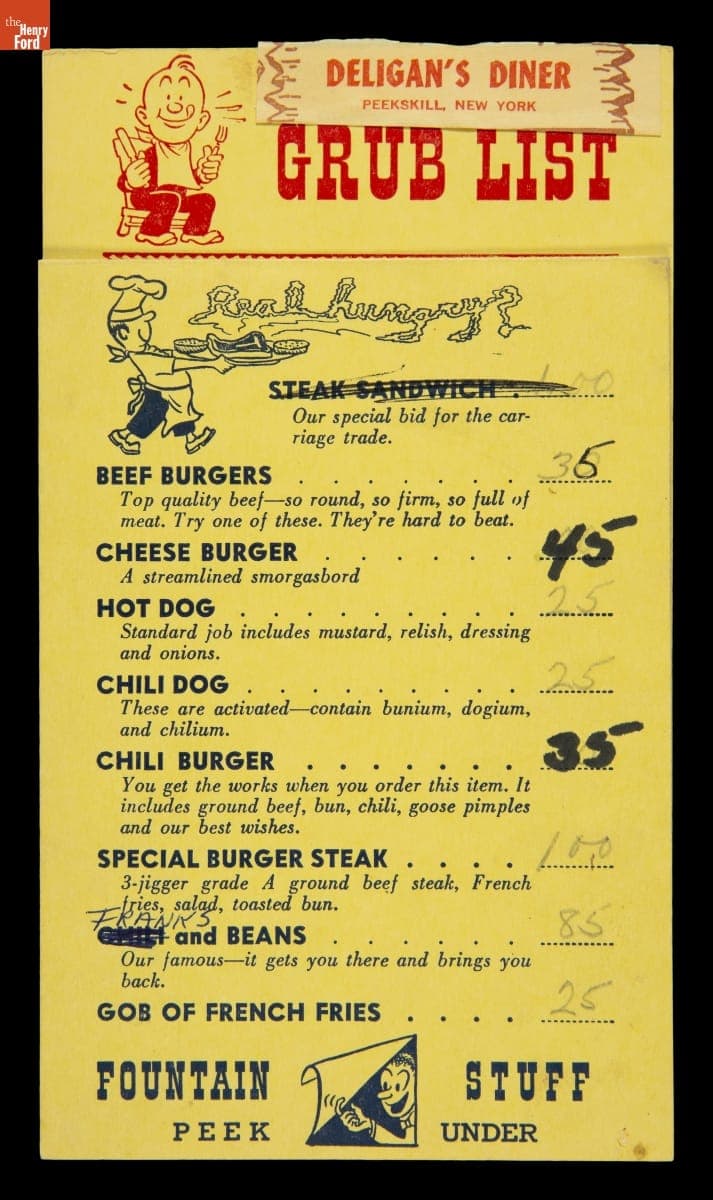 the
Henry
Ford
DELIGAN'S DINER
PEEKSKILL, NEW YORK
GRUB LIST
Real hungry?
STEAK SANDWICH . 1.00
Our special bid for the car-
riage trade.
BEEF BURGERS . . . . . . . 35
Top quality beef—so round, so firm, so full of
meat. Try one of these. They're hard to beat.
CHEESE BURGER . . . . . . 45
A streamlined smorgasbord
HOT DOG . . . . . . . . . 25
Standard job includes mustard, relish, dressing
and onions.
CHILI DOG . . . . . . . . . 25
These are activated—contain bunium, dogium,
and chilium.
CHILI BURGER . . . . . . . 35
You get the works when you order this item. It
includes ground beef, bun, chili, goose pimples
and our best wishes.
SPECIAL BURGER STEAK . . . . 1.00
3-jigger grade A ground beef steak, French
fries, salad, toasted bun.
FRANKS
CHILI and BEANS . . . . . . 85
Our famous—it gets you there and brings you
back.
GOB OF FRENCH FRIES . . . . 25
FOUNTAIN STUFF
PEEK UNDER